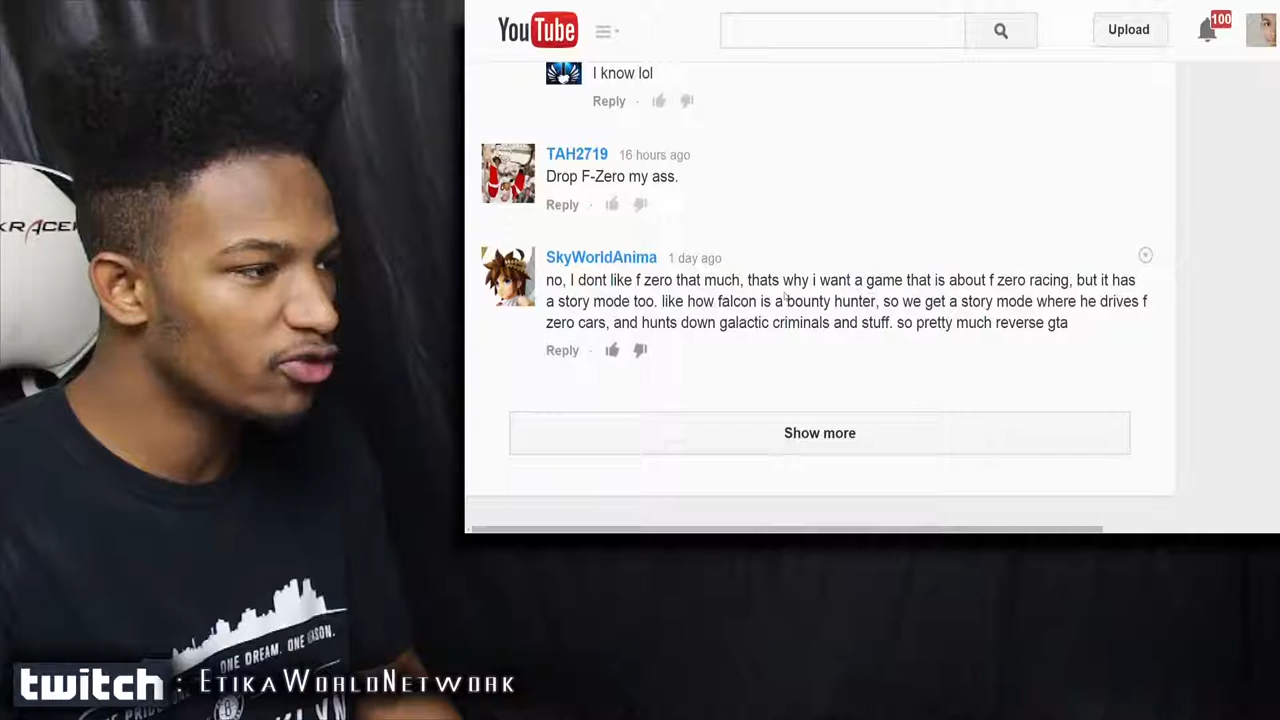 YouTube
Upload
100
I know lol
Reply ·
TAH2719 16 hours ago
Drop F-Zero my ass.
Reply ·
SkyWorldAnima 1 day ago
no, I dont like f zero that much, thats why i want a game that is about f zero racing, but it has
a story mode too. like how falcon is a bounty hunter, so we get a story mode where he drives f
zero cars, and hunts down galactic criminals and stuff. so pretty much reverse gta
Reply ·
Show more
KRACER
ONE DREAM. ONE REASON.
twitch : EtikaWorldNetwork